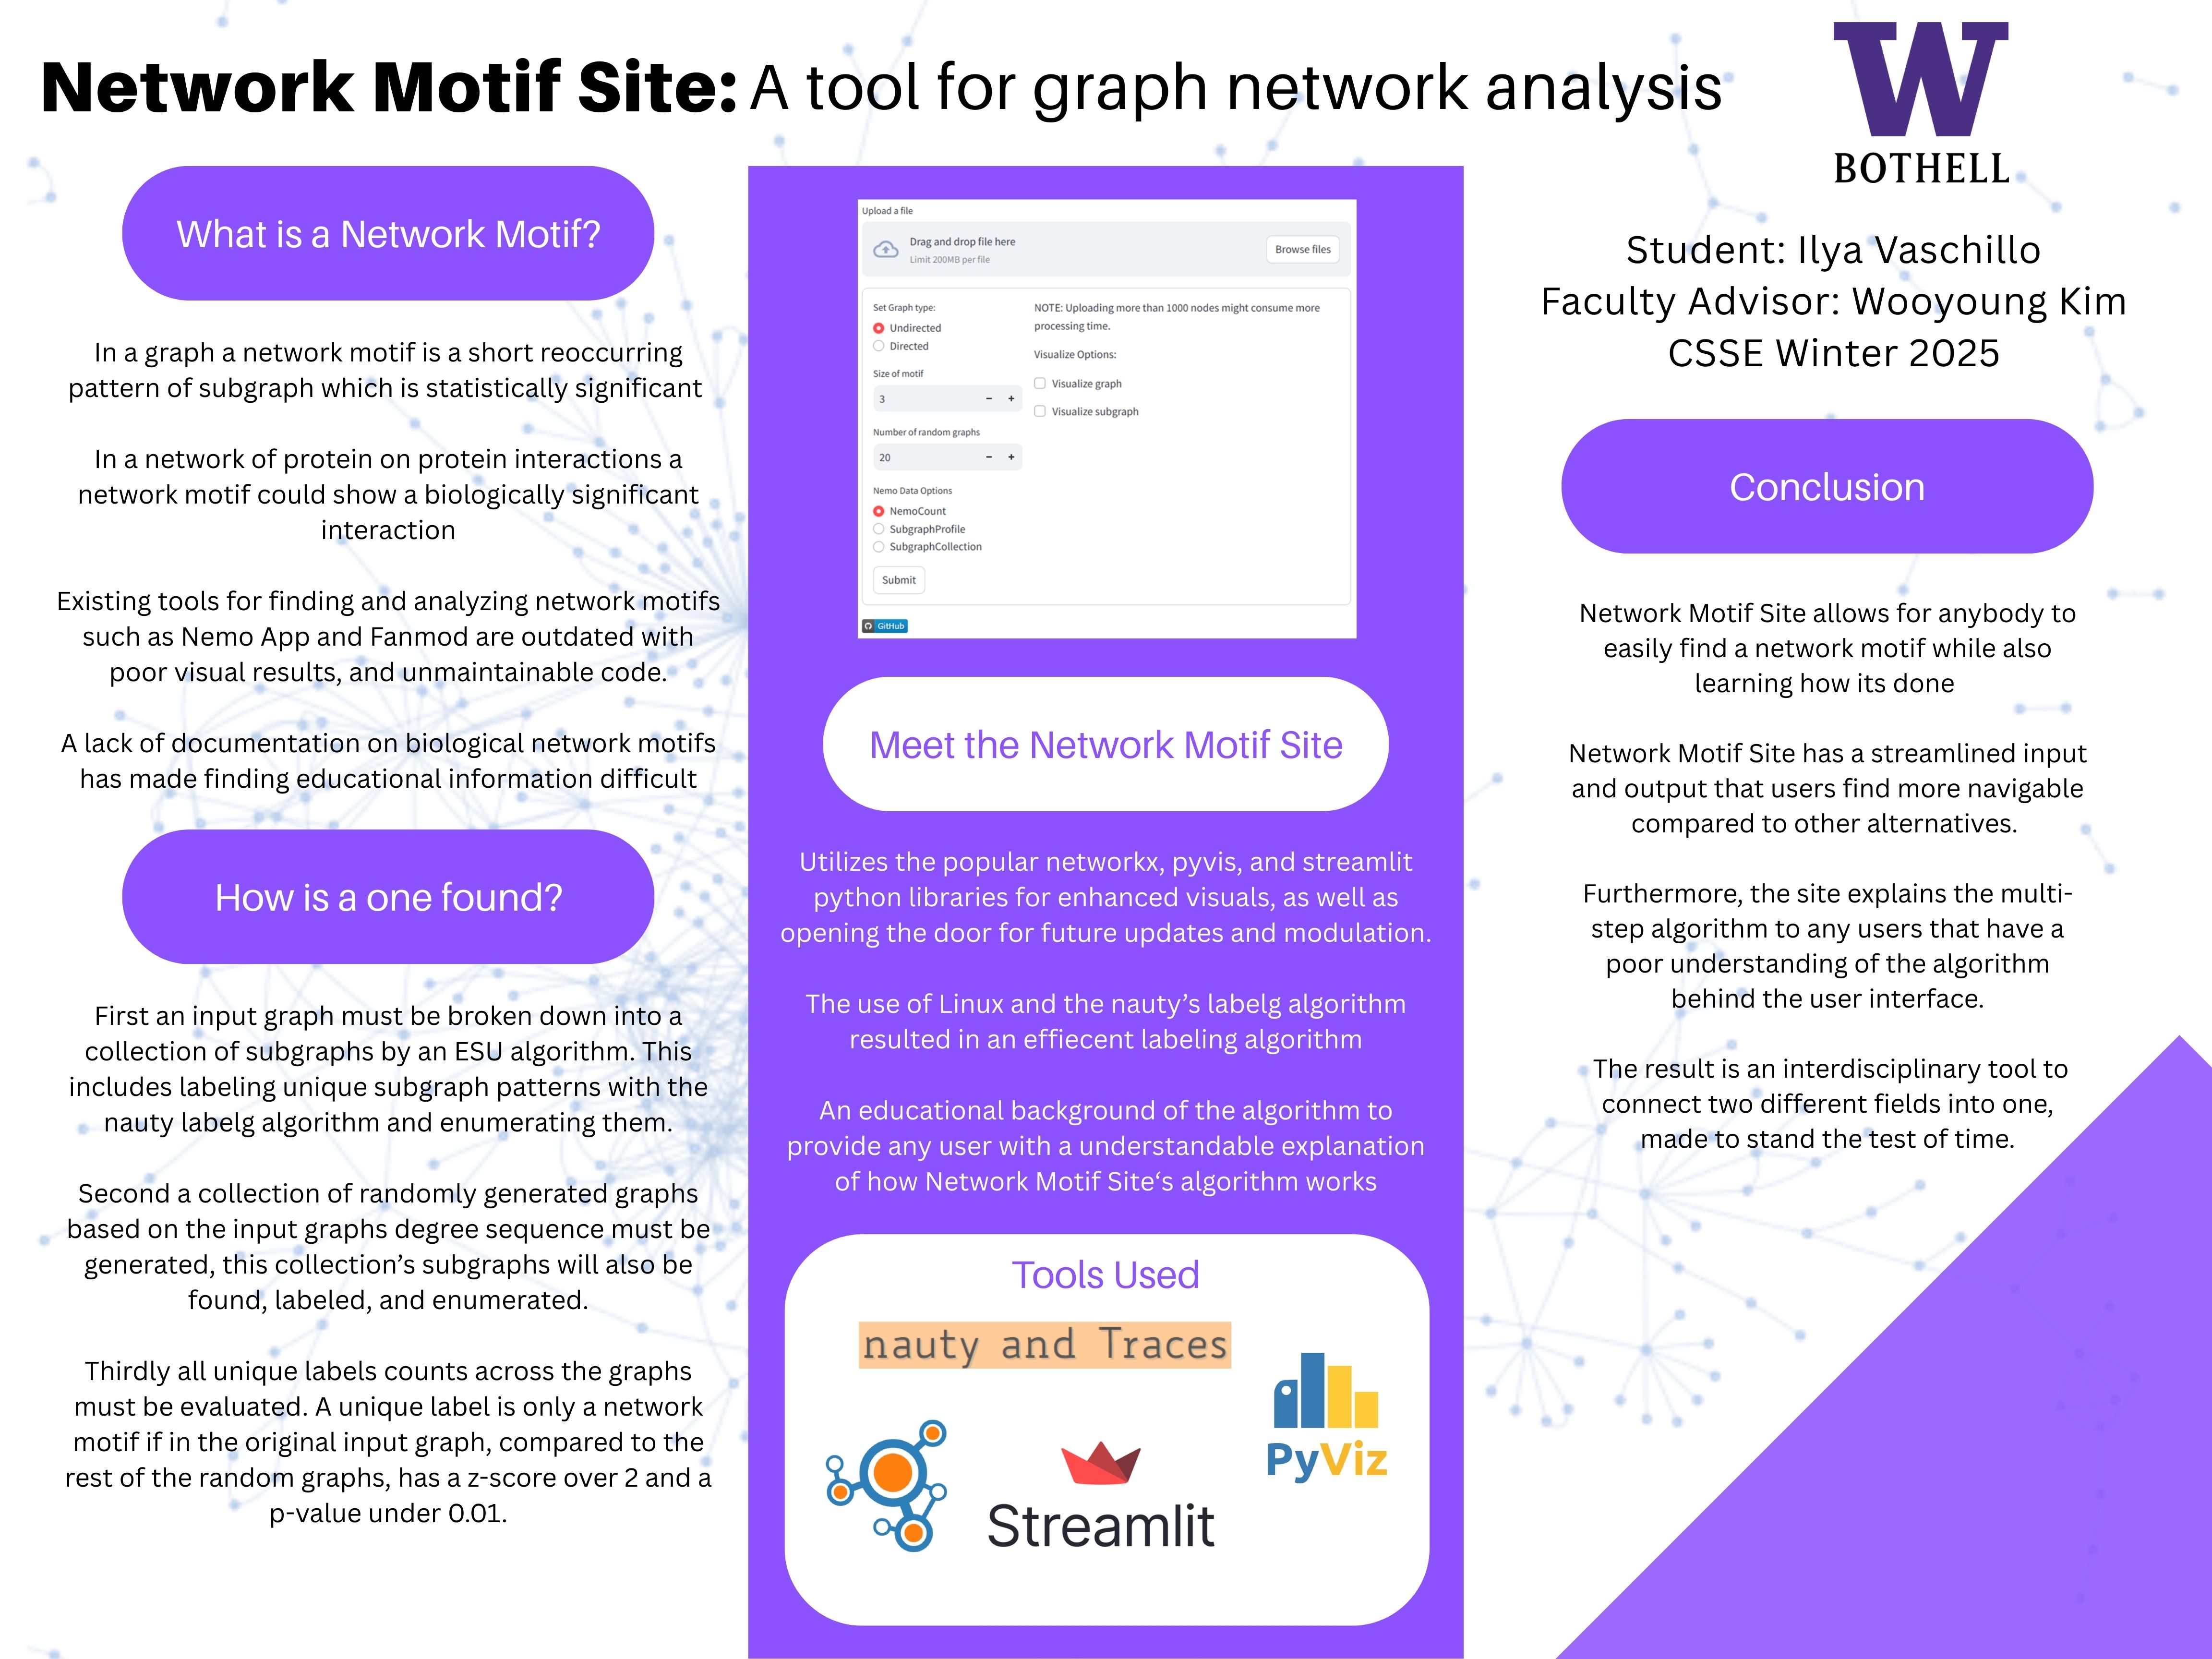 Network Motif Site: A tool for graph network analysis
W
BOTHELL
What is a Network Motif?
In a graph a network motif is a short reoccurring
pattern of subgraph which is statistically significant
In a network of protein on protein interactions a
network motif could show a biologically significant
interaction
Existing tools for finding and analyzing network motifs
such as Nemo App and Fanmod are outdated with
poor visual results, and unmaintainable code.
A lack of documentation on biological network motifs
has made finding educational information difficult
How is a one found?
First an input graph must be broken down into a
collection of subgraphs by an ESU algorithm. This
includes labeling unique subgraph patterns with the
nauty labelg algorithm and enumerating them.
Second a collection of randomly generated graphs
based on the input graphs degree sequence must be
generated, this collection’s subgraphs will also be
found, labeled, and enumerated.
Thirdly all unique labels counts across the graphs
must be evaluated. A unique label is only a network
motif if in the original input graph, compared to the
rest of the random graphs, has a z-score over 2 and a
p-value under 0.01.
Upload a file
Drag and drop file here
Limit 200MB per file
Browse files
Set Graph type:
Undirected
Directed
Size of motif
3 − +
Number of random graphs
20 − +
Nemo Data Options
NemoCount
SubgraphProfile
SubgraphCollection
Submit
NOTE: Uploading more than 1000 nodes might consume more
processing time.
Visualize Options:
Visualize graph
Visualize subgraph
GitHub
Meet the Network Motif Site
Utilizes the popular networkx, pyvis, and streamlit
python libraries for enhanced visuals, as well as
opening the door for future updates and modulation.
The use of Linux and the nauty’s labelg algorithm
resulted in an effiecent labeling algorithm
An educational background of the algorithm to
provide any user with a understandable explanation
of how Network Motif Site‘s algorithm works
Tools Used
nauty and Traces
PyViz
Streamlit
Student: Ilya Vaschillo
Faculty Advisor: Wooyoung Kim
CSSE Winter 2025
Conclusion
Network Motif Site allows for anybody to
easily find a network motif while also
learning how its done
Network Motif Site has a streamlined input
and output that users find more navigable
compared to other alternatives.
Furthermore, the site explains the multi-
step algorithm to any users that have a
poor understanding of the algorithm
behind the user interface.
The result is an interdisciplinary tool to
connect two different fields into one,
made to stand the test of time.